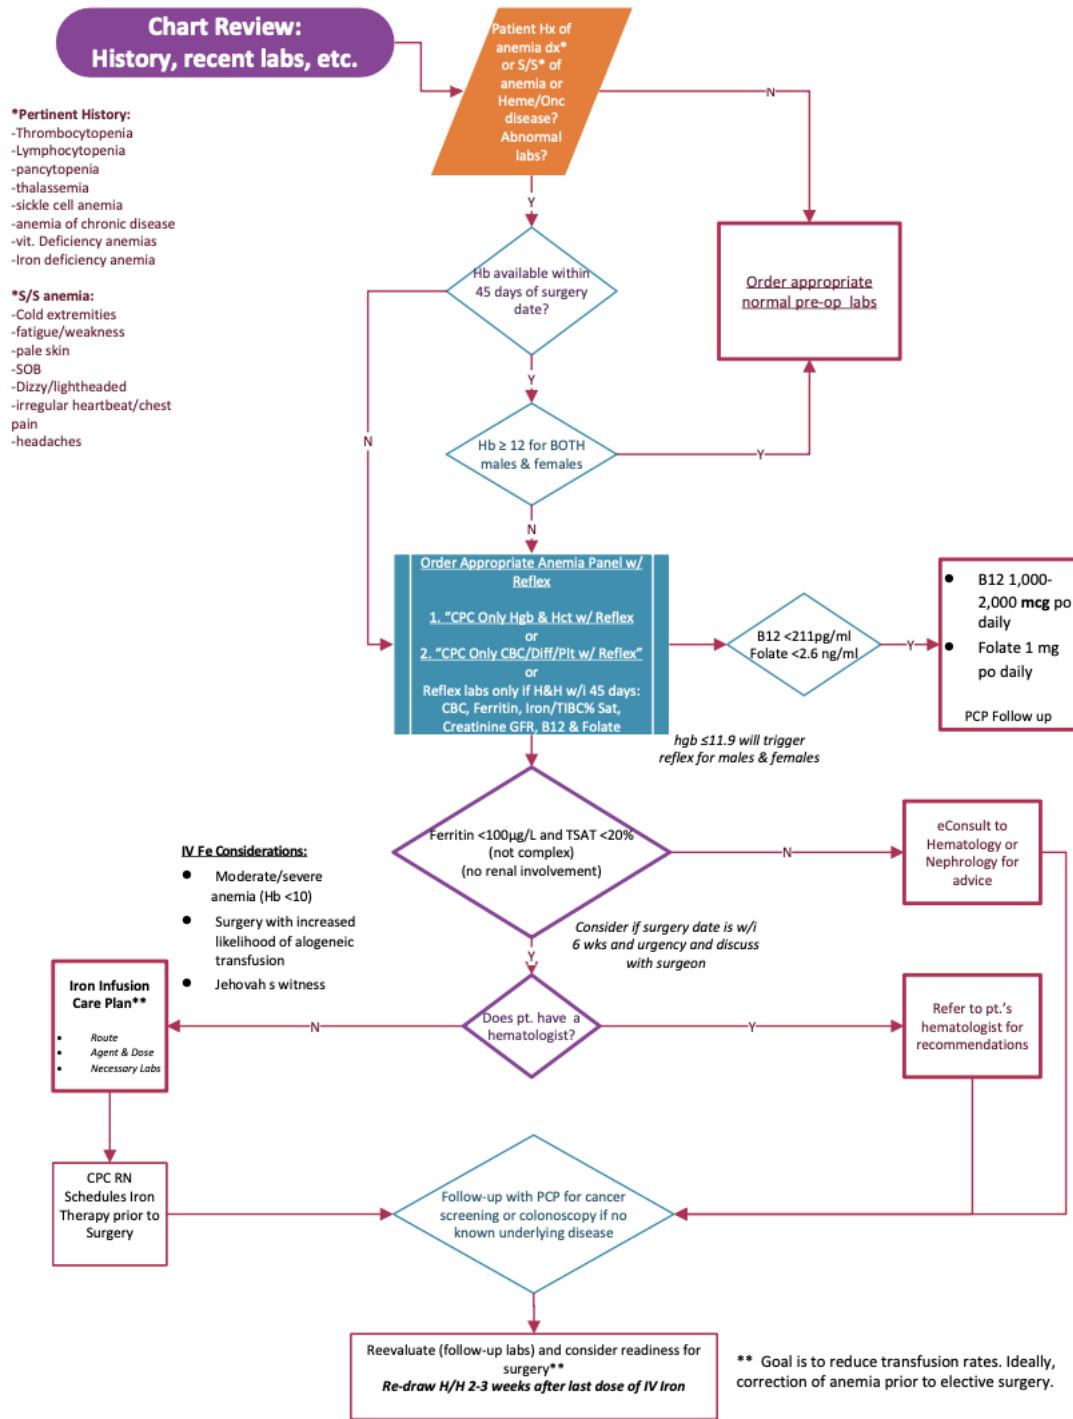 Chart Review:
History, recent labs, etc.
Patient Hx of
anemia dx*
or S/S* of
anemia or
Heme/Onc
disease?
Abnormal
labs?
N
Y
*Pertinent History:
-Thrombocytopenia
-Lymphocytopenia
-pancytopenia
-thalassemia
-sickle cell anemia
-anemia of chronic disease
-vit. Deficiency anemias
-Iron deficiency anemia
*S/S anemia:
-Cold extremities
-fatigue/weakness
-pale skin
-SOB
-Dizzy/lightheaded
-irregular heartbeat/chest
pain
-headaches
Hb available within
45 days of surgery
date?
Order appropriate
normal pre-op labs
Y
N
Hb ≥ 12 for BOTH
males & females
Y
N
Order Appropriate Anemia Panel w/
Reflex
1. “CPC Only Hgb & Hct w/ Reflex
or
2. “CPC Only CBC/Diff/Plt w/ Reflex”
or
Reflex labs only if H&H w/i 45 days:
CBC, Ferritin, Iron/TIBC% Sat,
Creatinine GFR, B12 & Folate
B12 <211pg/ml
Folate <2.6 ng/ml
Y
● B12 1,000-
2,000 mcg po
daily
● Folate 1 mg
po daily
PCP Follow up
hgb ≤11.9 will trigger
reflex for males & females
Ferritin <100µg/L and TSAT <20%
(not complex)
(no renal involvement)
N
eConsult to
Hematology or
Nephrology for
advice
IV Fe Considerations:
● Moderate/severe
anemia (Hb <10)
● Surgery with increased
likelihood of alogeneic
transfusion
● Jehovah s witness
Consider if surgery date is w/i
6 wks and urgency and discuss
with surgeon
Y
Iron Infusion
Care Plan**
● Route
● Agent & Dose
● Necessary Labs
N
Does pt. have a
hematologist?
Y
Refer to pt.’s
hematologist for
recommendations
CPC RN
Schedules Iron
Therapy prior to
Surgery
Follow-up with PCP for cancer
screening or colonoscopy if no
known underlying disease
Reevaluate (follow-up labs) and consider readiness for
surgery**
Re-draw H/H 2-3 weeks after last dose of IV Iron
** Goal is to reduce transfusion rates. Ideally,
correction of anemia prior to elective surgery.